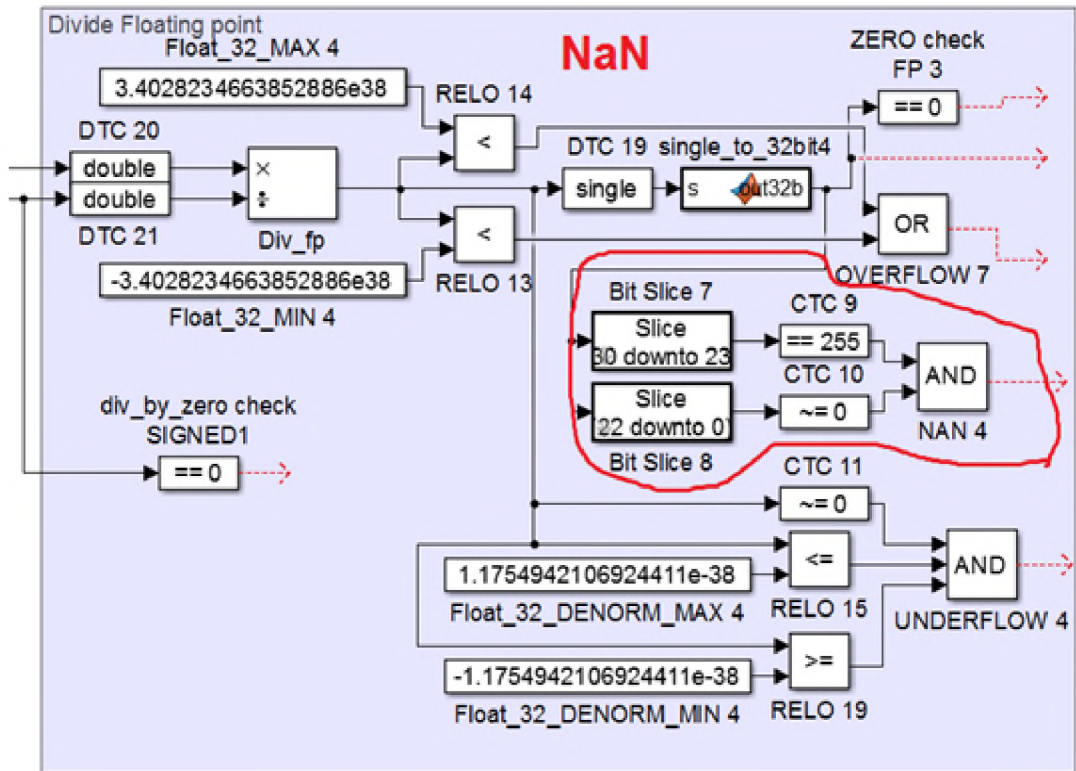 Divide Floating point
Float_32_MAX 4
3.4028234663852886e38
NaN
ZERO check
FP 3
== 0
RELO 14
<
DTC 20
double
double
DTC 21
×
÷
Div_fp
DTC 19
single
single_to_32bit4
s
out32b
OR
OVERFLOW 7
<
RELO 13
-3.4028234663852886e38
Float_32_MIN 4
Bit Slice 7
Slice
30 downto 23
CTC 9
== 255
CTC 10
Slice
(22 downto 0)
Bit Slice 8
~= 0
AND
NAN 4
div_by_zero check
SIGNED1
== 0
CTC 11
~= 0
1.1754942106924411e-38
Float_32_DENORM_MAX 4
<=
RELO 15
AND
UNDERFLOW 4
-1.1754942106924411e-38
Float_32_DENORM_MIN 4
>=
RELO 19